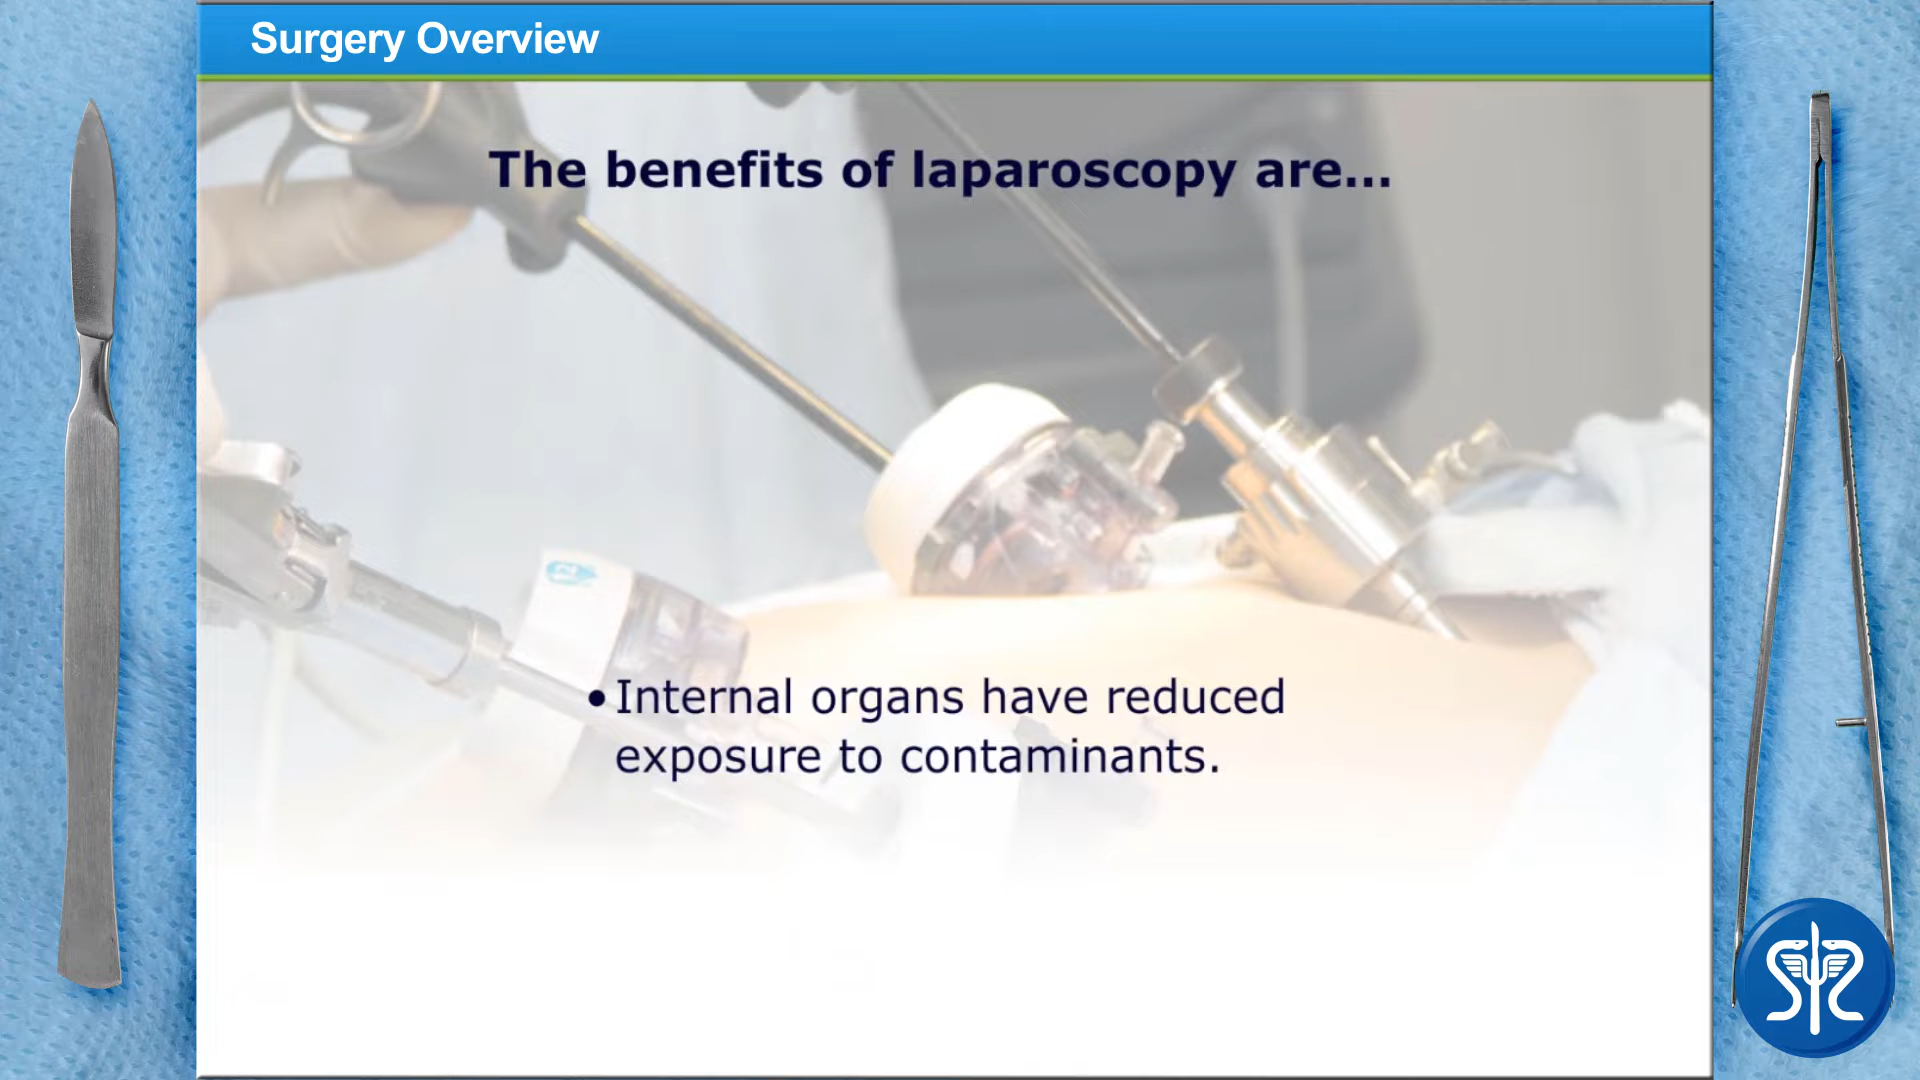 Surgery Overview
The benefits of laparoscopy are...
• Internal organs have reduced
exposure to contaminants.